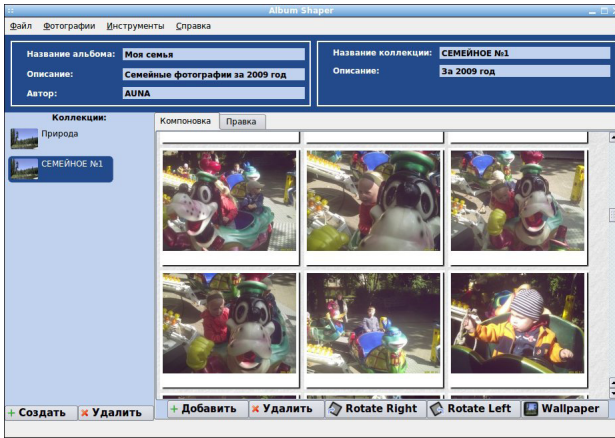 Album Shaper
Файл Фотографии Инструменты Справка
Название альбома: Моя семья
Описание: Семейные фотографии за 2009 год
Автор: AUNA
Название коллекции: СЕМЕЙНОЕ №1
Описание: За 2009 год
Коллекции:
Природа
СЕМЕЙНОЕ №1
Компоновка Правка
Создать Удалить
Добавить Удалить Rotate Right Rotate Left Wallpaper